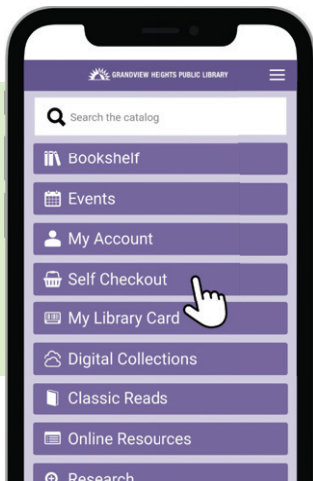 GRANDVIEW HEIGHTS PUBLIC LIBRARY
Search the catalog
Bookshelf
Events
My Account
Self Checkout
My Library Card
Digital Collections
Classic Reads
Online Resources
Research